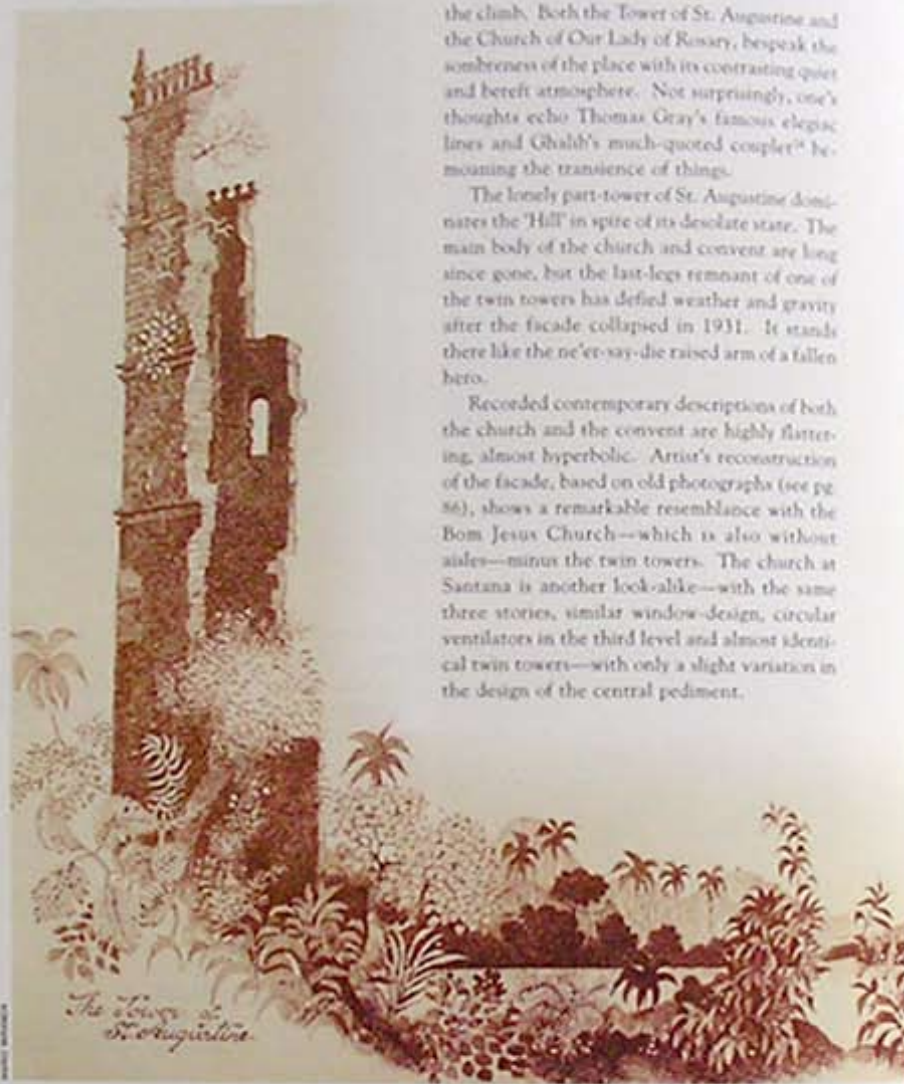 the climb. Both the Tower of St. Augustine and
the Church of Our Lady of Rosary, bespeak the
sombreness of the place with its contrasting quiet
and bereft atmosphere. Not surprisingly, one's
thoughts echo Thomas Gray's famous elegiac
lines and Ghalib's much-quoted couplet be-
moaning the transience of things.
The lonely part-tower of St. Augustine domi-
nates the 'Hill' in spite of its desolate state. The
main body of the church and convent are long
since gone, but the last-legs remnant of one of
the twin towers has defied weather and gravity
after the facade collapsed in 1931. It stands
there like the ne'er-say-die raised arm of a fallen
hero.
Recorded contemporary descriptions of both
the church and the convent are highly flatter-
ing, almost hyperbolic. Artist's reconstruction
of the facade, based on old photographs (see pg
86), shows a remarkable resemblance with the
Bom Jesus Church—which is also without
aisles—minus the twin towers. The church at
Santana is another look-alike—with the same
three stories, similar window-design, circular
ventilators in the third level and almost identi-
cal twin towers—with only a slight variation in
the design of the central pediment.
The Tower
St. Augustine